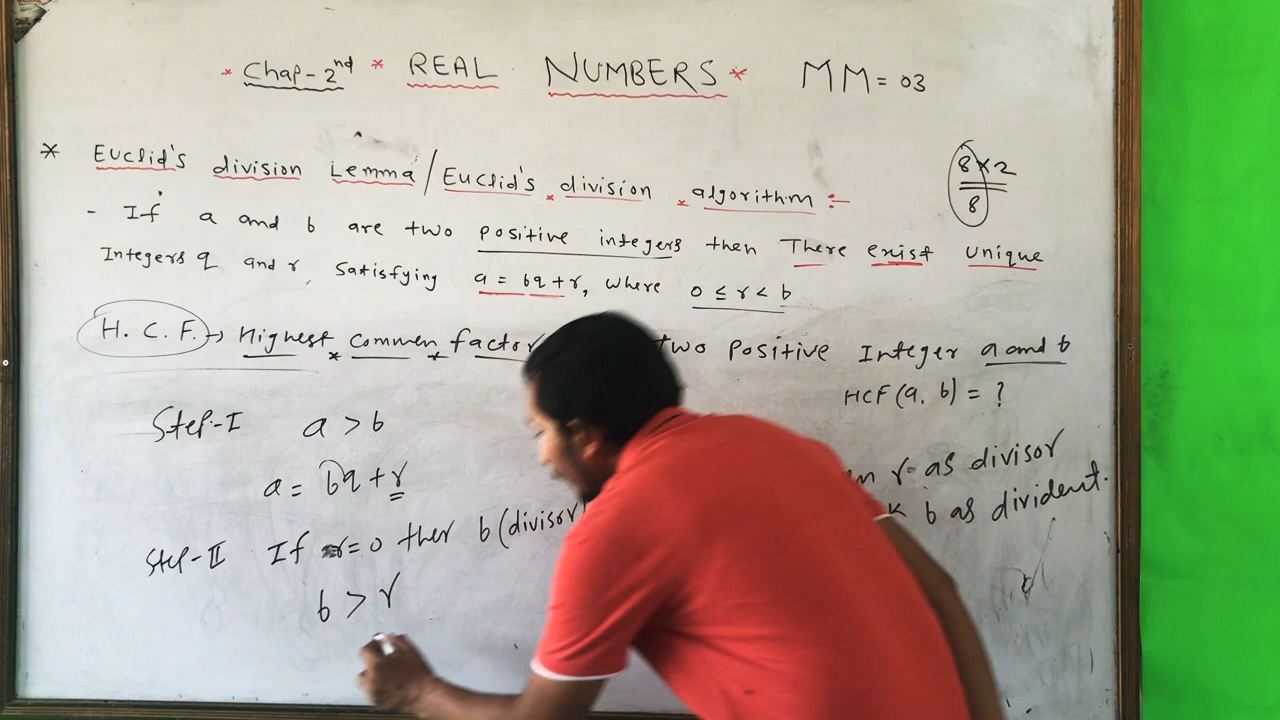 * Chap-2nd * REAL NUMBERS * MM = 03
* Euclid's division Lemma/Euclid's division algorithm :-
8×2
8
- If a and b are two positive integers then There exist unique
Integers q and r Satisfying a = bq + r, where 0 ≤ r < b
H. C. F. → Highest common factor two Positive Integer a and b
HCF (a, b) = ?
Step-I a > b
a = bq + r
r as divisor
Step-II If r = 0 then b (divisor)
b as divident.
b > r